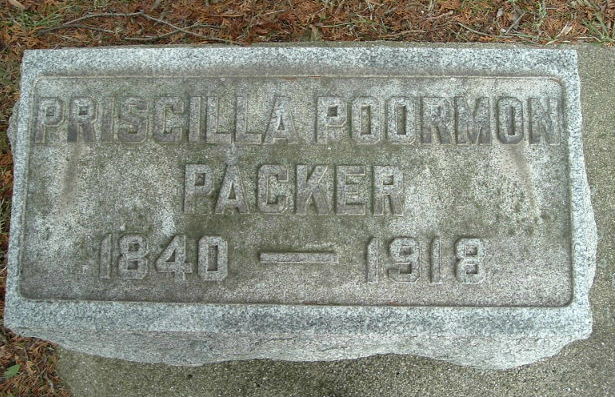 PRISCILLA POORMON
PACKER
1840 — 1918